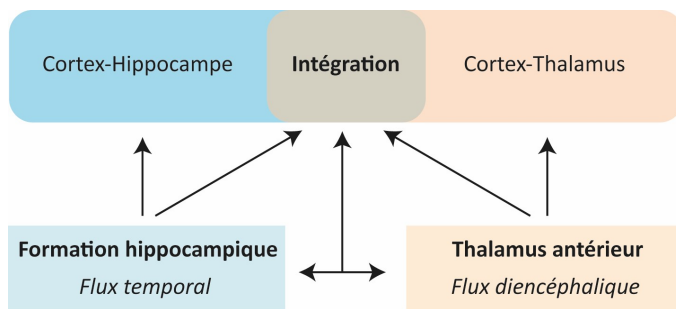 Cortex-Hippocampe
Intégration
Cortex-Thalamus
Formation hippocampique
Flux temporal
Thalamus antérieur
Flux diencéphalique